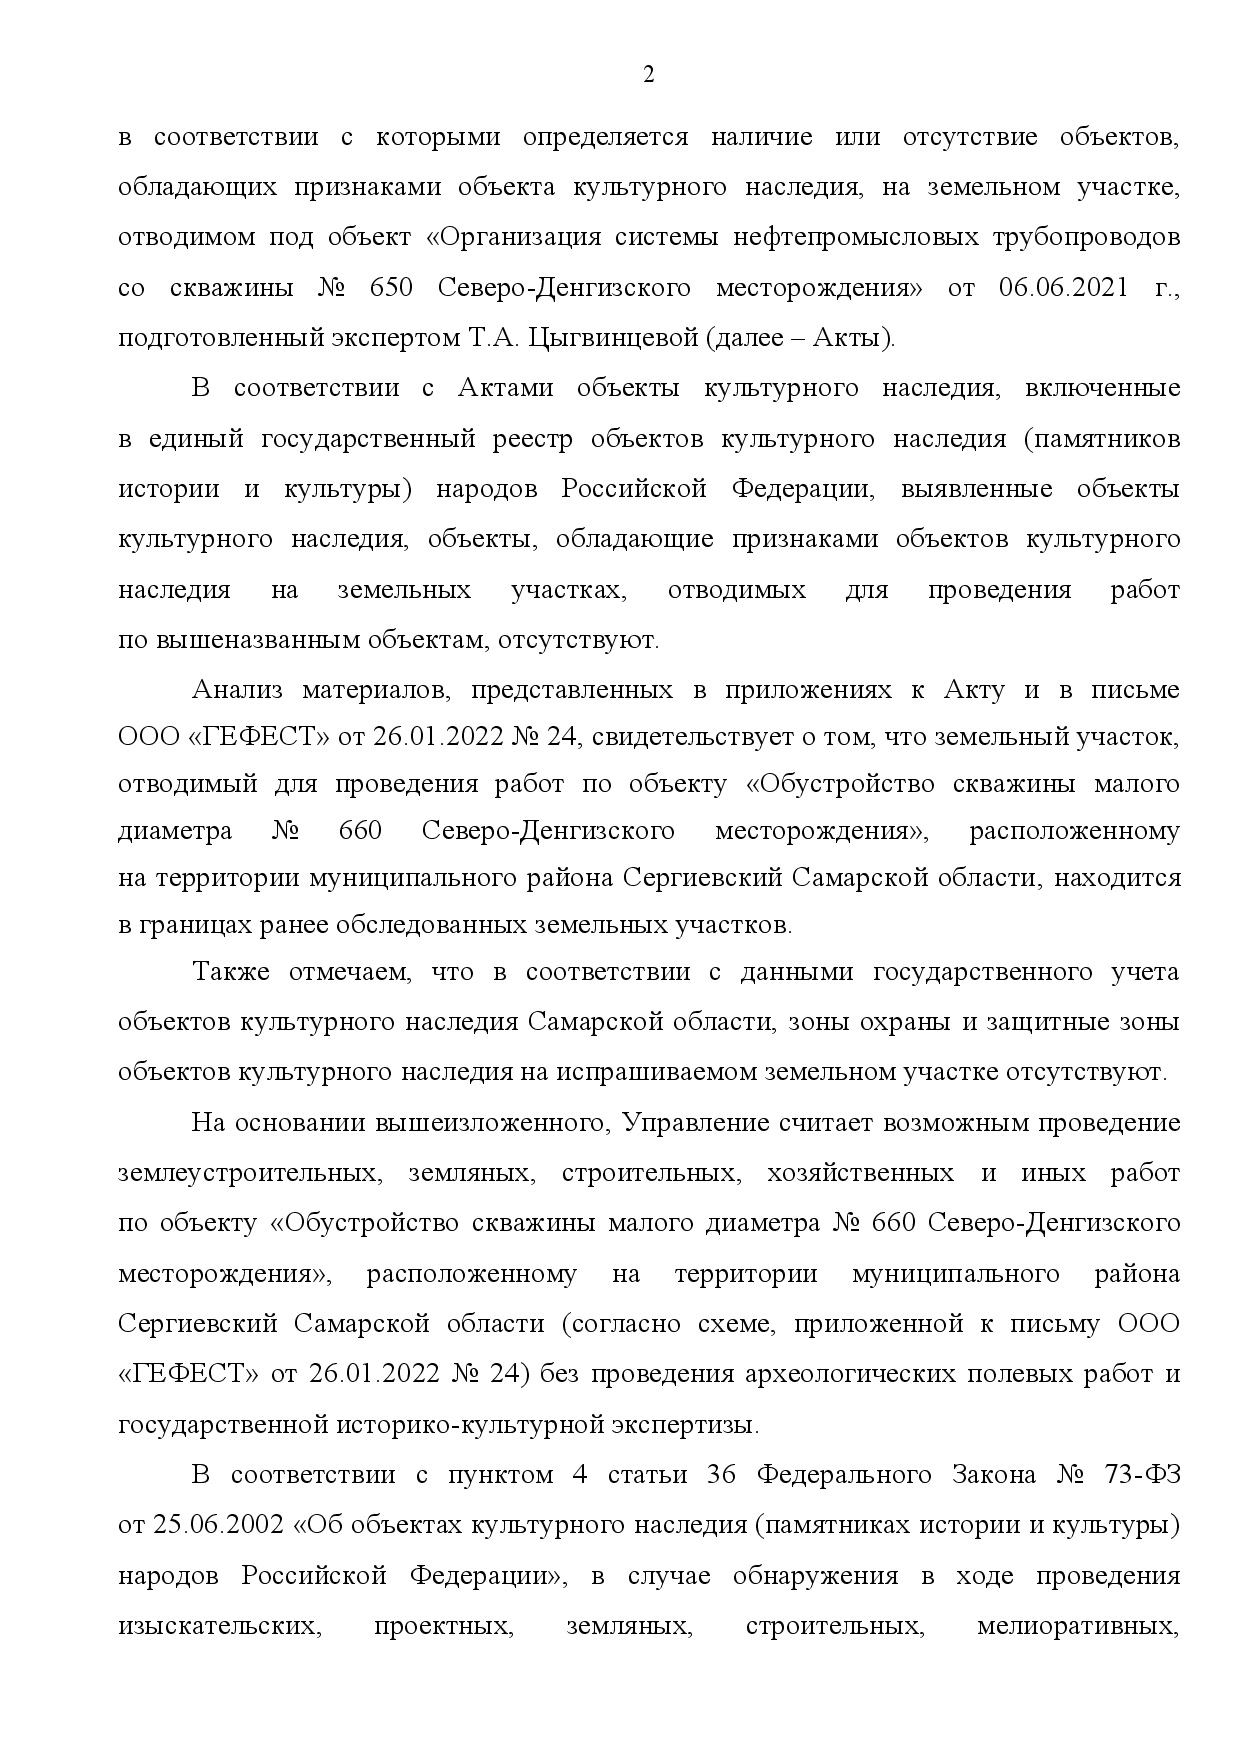 2
в соответствии с которыми определяется наличие или отсутствие объектов,
обладающих признаками объекта культурного наследия, на земельном участке,
отводимом под объект «Организация системы нефтепромысловых трубопроводов
со скважины № 650 Северо-Денгизского месторождения» от 06.06.2021 г.,
подготовленный экспертом Т.А. Цыгвинцевой (далее – Акты).
В соответствии с Актами объекты культурного наследия, включенные
в единый государственный реестр объектов культурного наследия (памятников
истории и культуры) народов Российской Федерации, выявленные объекты
культурного наследия, объекты, обладающие признаками объектов культурного
наследия на земельных участках, отводимых для проведения работ
по вышеназванным объектам, отсутствуют.
Анализ материалов, представленных в приложениях к Акту и в письме
ООО «ГЕФЕСТ» от 26.01.2022 № 24, свидетельствует о том, что земельный участок,
отводимый для проведения работ по объекту «Обустройство скважины малого
диаметра № 660 Северо-Денгизского месторождения», расположенному
на территории муниципального района Сергиевский Самарской области, находится
в границах ранее обследованных земельных участков.
Также отмечаем, что в соответствии с данными государственного учета
объектов культурного наследия Самарской области, зоны охраны и защитные зоны
объектов культурного наследия на испрашиваемом земельном участке отсутствуют.
На основании вышеизложенного, Управление считает возможным проведение
землеустроительных, земляных, строительных, хозяйственных и иных работ
по объекту «Обустройство скважины малого диаметра № 660 Северо-Денгизского
месторождения», расположенному на территории муниципального района
Сергиевский Самарской области (согласно схеме, приложенной к письму ООО
«ГЕФЕСТ» от 26.01.2022 № 24) без проведения археологических полевых работ и
государственной историко-культурной экспертизы.
В соответствии с пунктом 4 статьи 36 Федерального Закона № 73-ФЗ
от 25.06.2002 «Об объектах культурного наследия (памятниках истории и культуры)
народов Российской Федерации», в случае обнаружения в ходе проведения
изыскательских, проектных, земляных, строительных, мелиоративных,